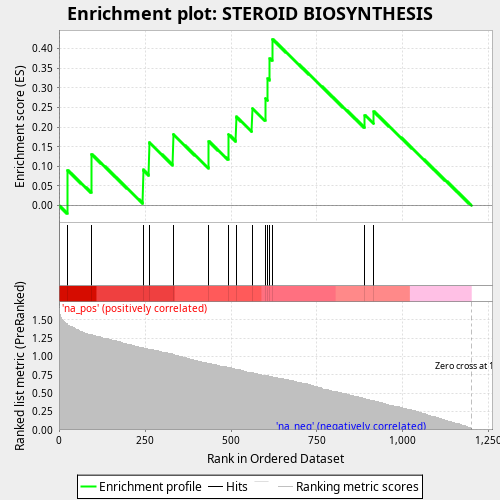 Enrichment plot: STEROID BIOSYNTHESIS
Enrichment score (ES)
0.40
0.35
0.30
0.25
0.20
0.15
0.10
0.05
0.00
'na_pos' (positively correlated)
Ranked list metric (PreRanked)
1.50
1.25
1.00
0.75
0.50
0.25
0.00
Zero cross at 1
'na_neg' (negatively correlated)
0 250 500 750 1,000 1,250
Rank in Ordered Dataset
Enrichment profile Hits Ranking metric scores